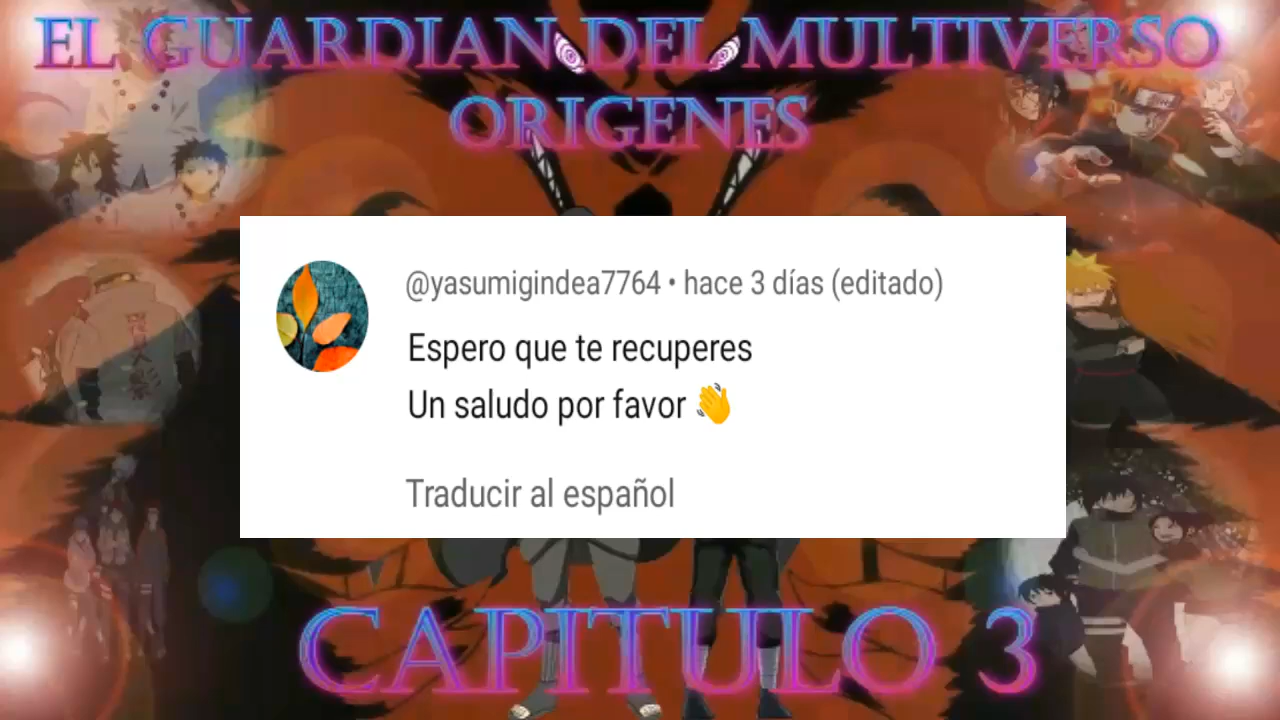 EL GUARDIAN DEL MULTIVERSO
ORIGENES
@yasumigindea7764 • hace 3 días (editado)
Espero que te recuperes
Un saludo por favor 👋
Traducir al español
CAPITULO 3